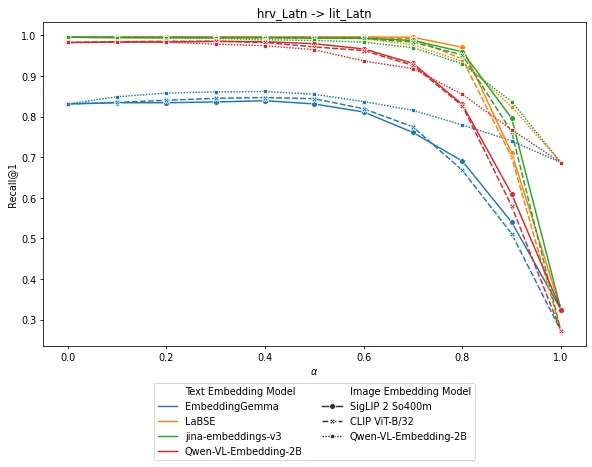 hrv_Latn -> lit_Latn
Recall@1
1.0
0.9
0.8
0.7
0.6
0.5
0.4
0.3
0.0 0.2 0.4 0.6 0.8 1.0
α
Text Embedding Model Image Embedding Model
EmbeddingGemma SigLIP 2 So400m
LaBSE CLIP ViT-B/32
jina-embeddings-v3 Qwen-VL-Embedding-2B
Qwen-VL-Embedding-2B